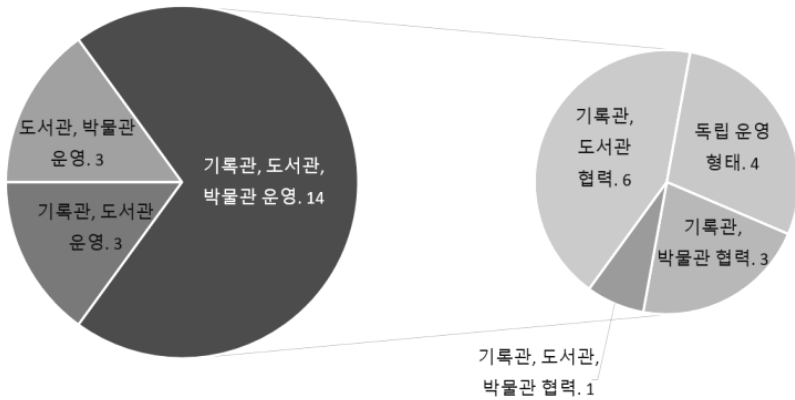 도서관, 박물관
운영. 3
기록관, 도서관
운영. 3
기록관, 도서관,
박물관 운영. 14
기록관,
도서관
협력. 6
독립 운영
형태. 4
기록관,
박물관 협력. 3
기록관, 도서관,
박물관 협력. 1